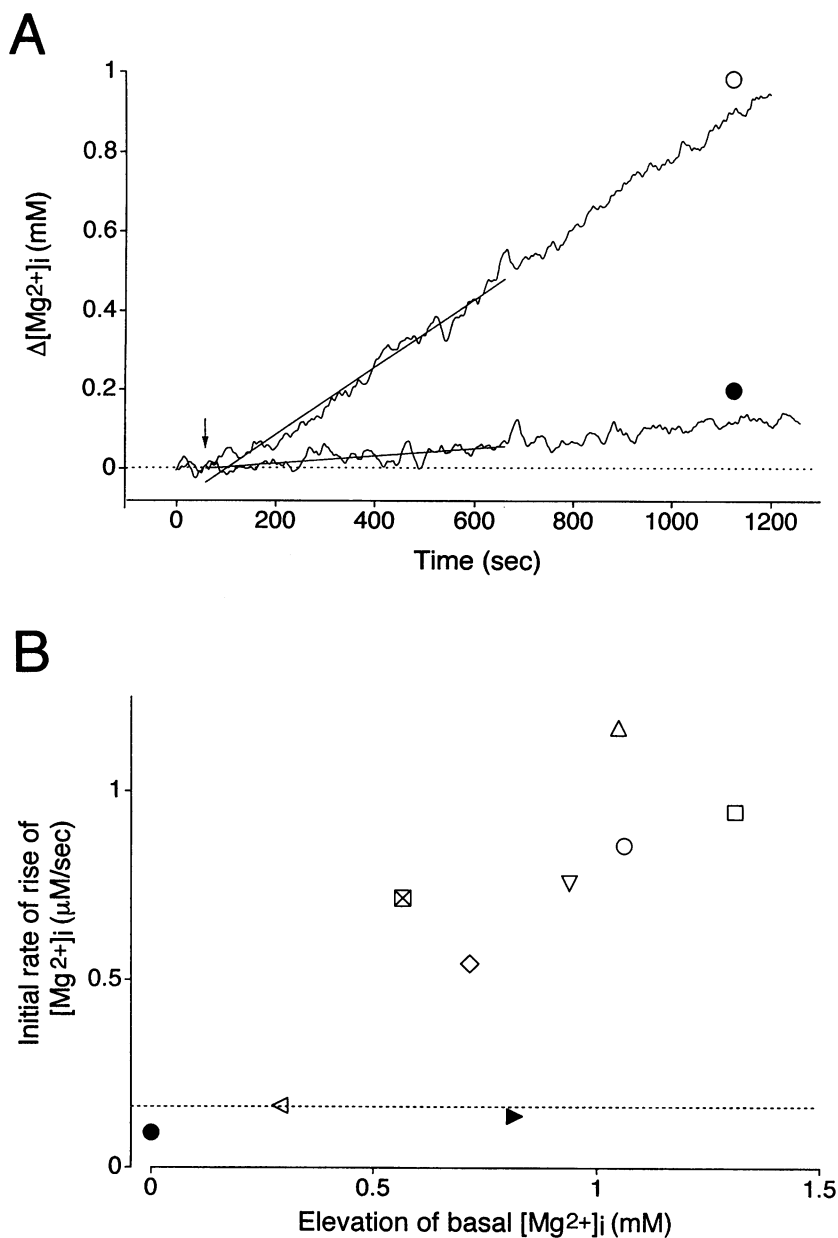 A
1
0.8
0.6
0.4
0.2
0
Δ[Mg2+]i (mM)
0 200 400 600 800 1000 1200
Time (sec)
B
1
0.5
0
Initial rate of rise of
[Mg2+]i (μM/sec)
0 0.5 1 1.5
Elevation of basal [Mg2+]i (mM)